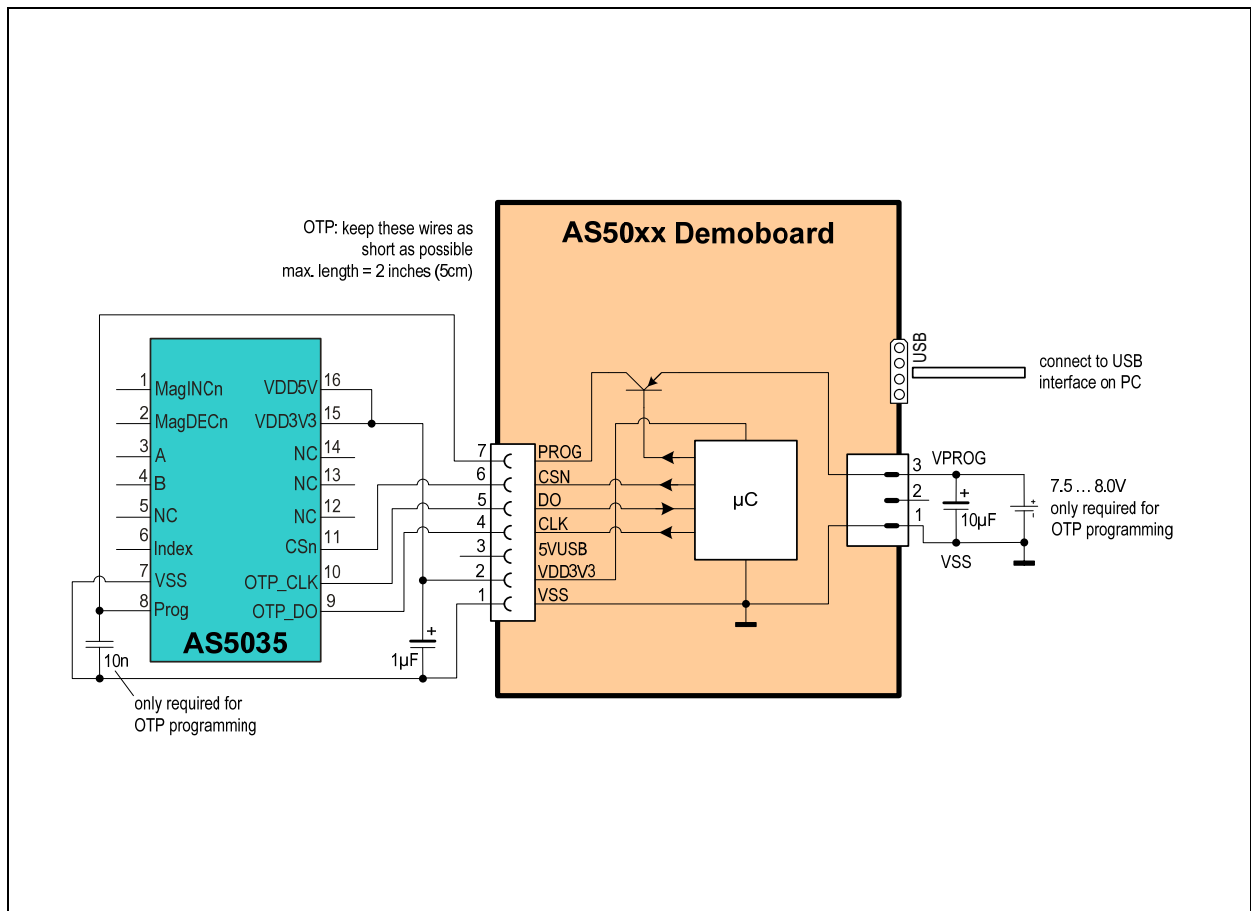 AS50xx Demoboard
OTP: keep these wires as
short as possible
max. length = 2 inches (5cm)
USB
connect to USB
interface on PC
1 MagINCn
2 MagDECn
3 A
4 B
5 NC
6 Index
7 VSS
8 Prog
VDD5V 16
VDD3V3 15
NC 14
NC 13
NC 12
CSn 11
OTP_CLK 10
OTP_DO 9
AS5035
10n
only required for
OTP programming
+
1µF
7 PROG
6 CSN
5 DO
4 CLK
3 5VUSB
2 VDD3V3
1 VSS
µC
3 VPROG
2
1
VSS
+
10µF
+
-
7.5 ... 8.0V
only required for
OTP programming